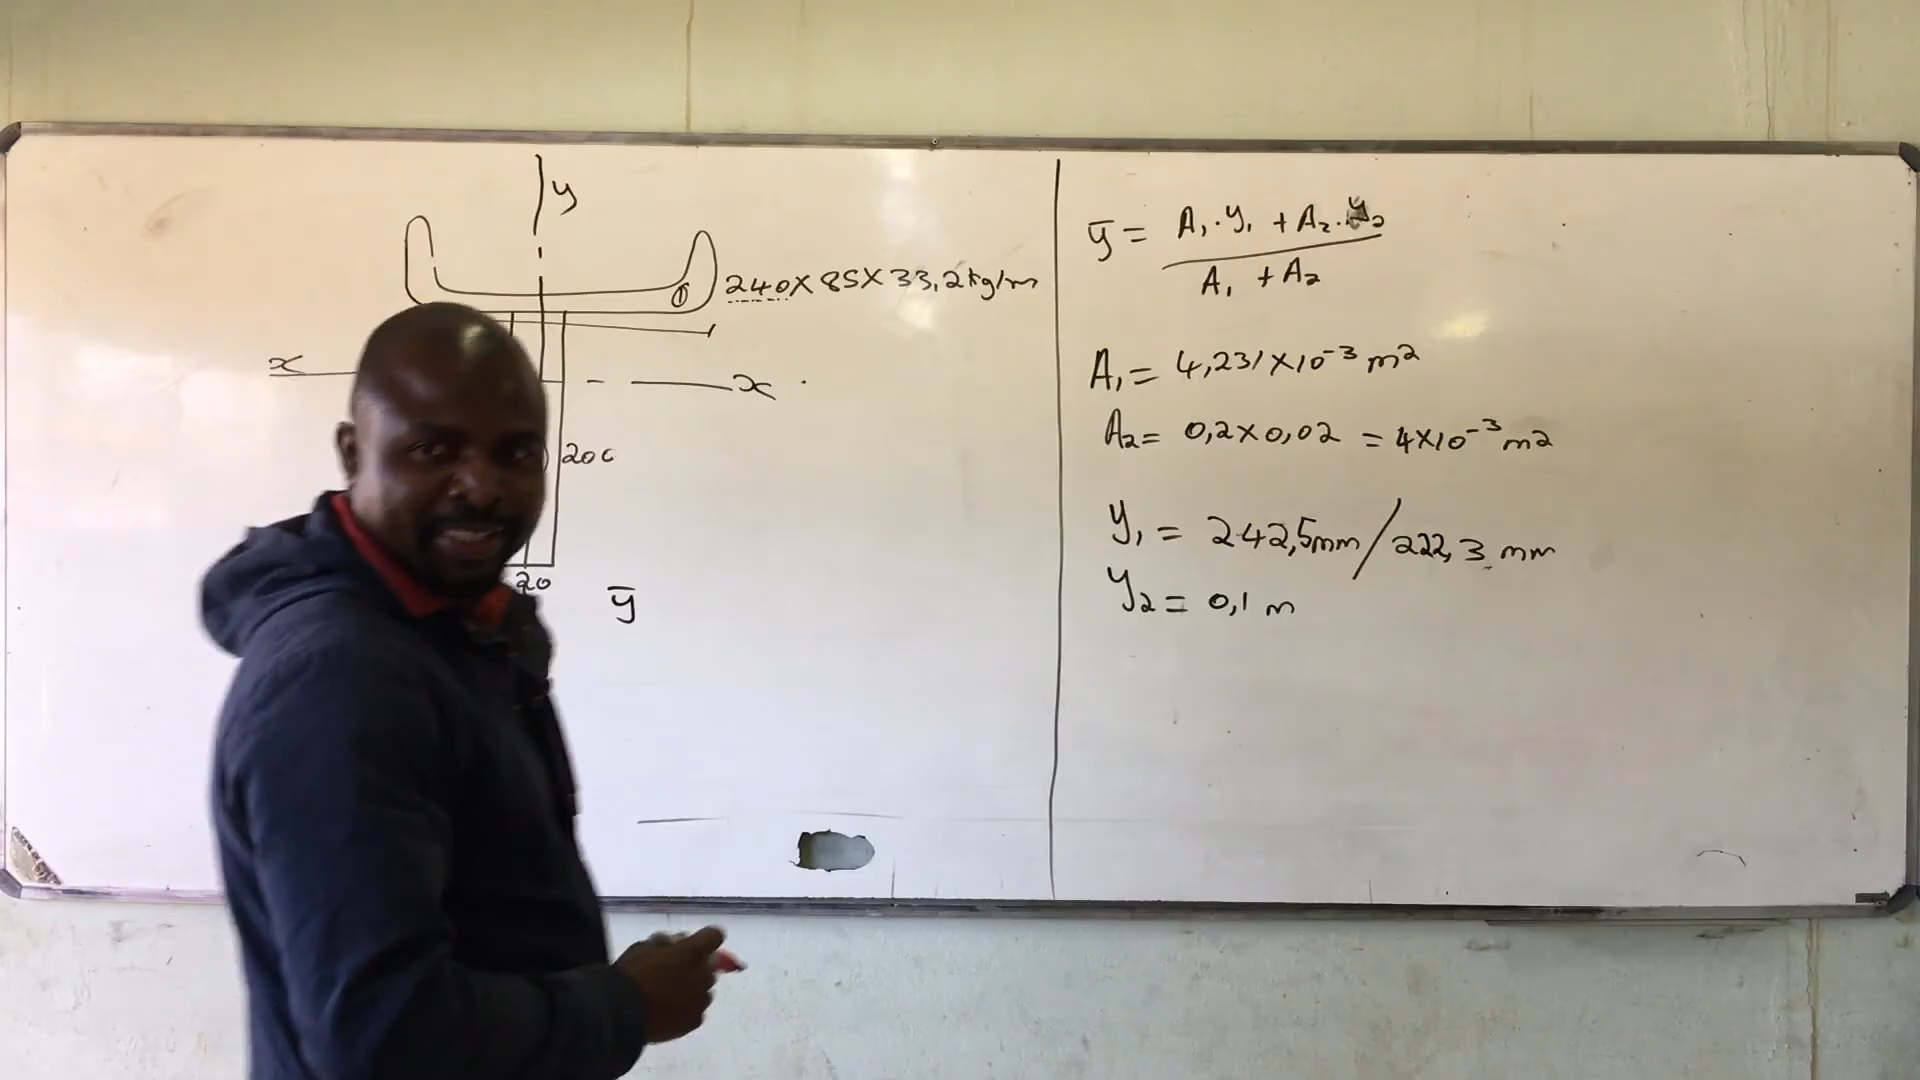 y
240X85X33,2kg/m
x
x
200
20
ȳ
ȳ = A₁·y₁ + A₂·y₂
A₁ + A₂
A₁ = 4,231X10⁻³ m²
A₂ = 0,2X0,02 = 4X10⁻³ m²
y₁ = 242,5mm/222,3 mm
y₂ = 0,1 m